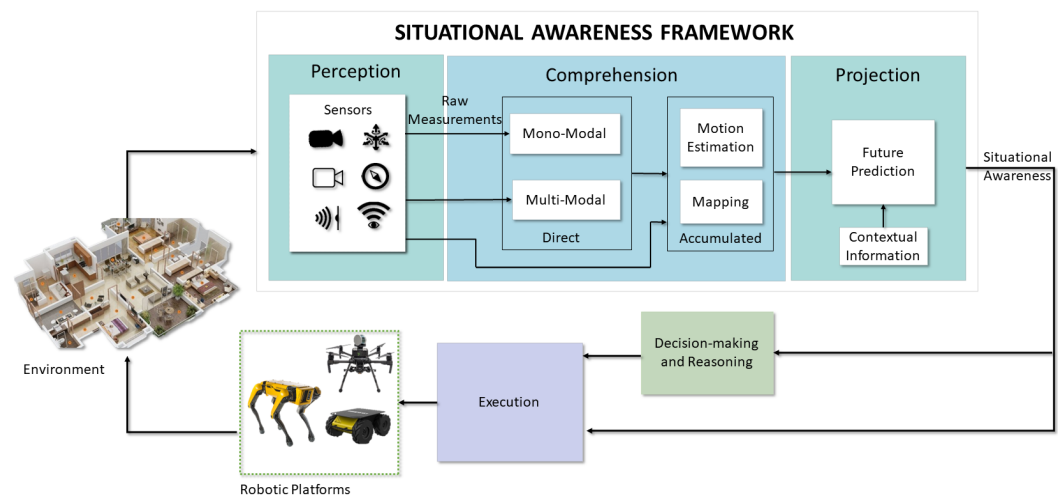 SITUATIONAL AWARENESS FRAMEWORK
Perception
Comprehension
Projection
Sensors
Raw
Measurements
Mono-Modal
Multi-Modal
Direct
Motion
Estimation
Mapping
Accumulated
Future
Prediction
Contextual
Information
Situational
Awareness
Environment
Decision-making
and Reasoning
Execution
Robotic Platforms